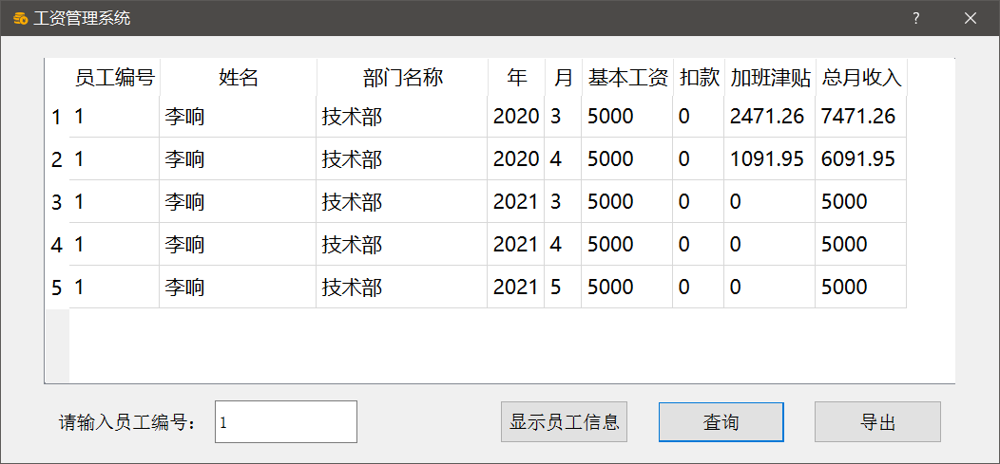 工资管理系统 ?
员工编号 姓名 部门名称 年 月 基本工资 扣款 加班津贴 总月收入
1 1 李响 技术部 2020 3 5000 0 2471.26 7471.26
2 1 李响 技术部 2020 4 5000 0 1091.95 6091.95
3 1 李响 技术部 2021 3 5000 0 0 5000
4 1 李响 技术部 2021 4 5000 0 0 5000
5 1 李响 技术部 2021 5 5000 0 0 5000
请输入员工编号： 1 显示员工信息 查询 导出